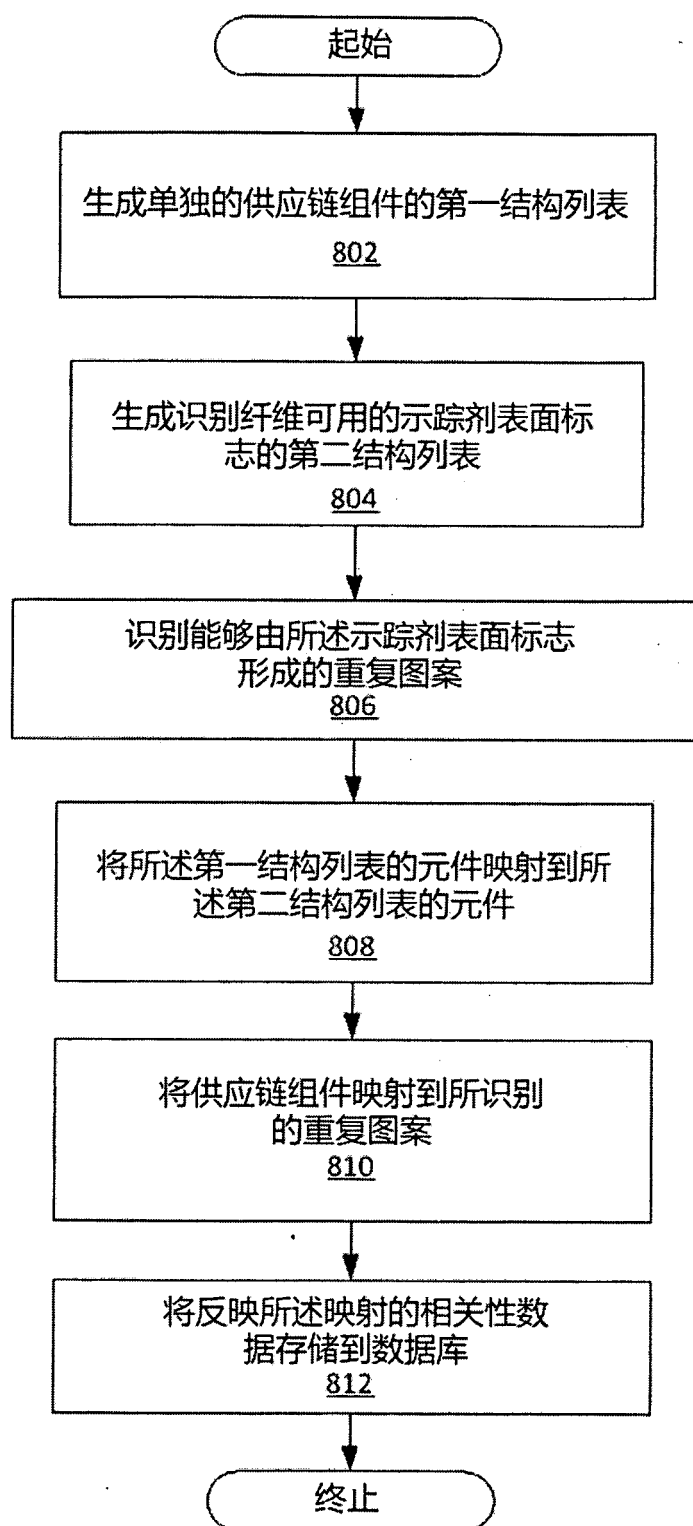 起始
生成单独的供应链组件的第一结构列表
802
生成识别纤维可用的示踪剂表面标
志的第二结构列表
804
识别能够由所述示踪剂表面标志
形成的重复图案
806
将所述第一结构列表的元件映射到所
述第二结构列表的元件
808
将供应链组件映射到所识别
的重复图案
810
将反映所述映射的相关性数
据存储到数据库
812
终止